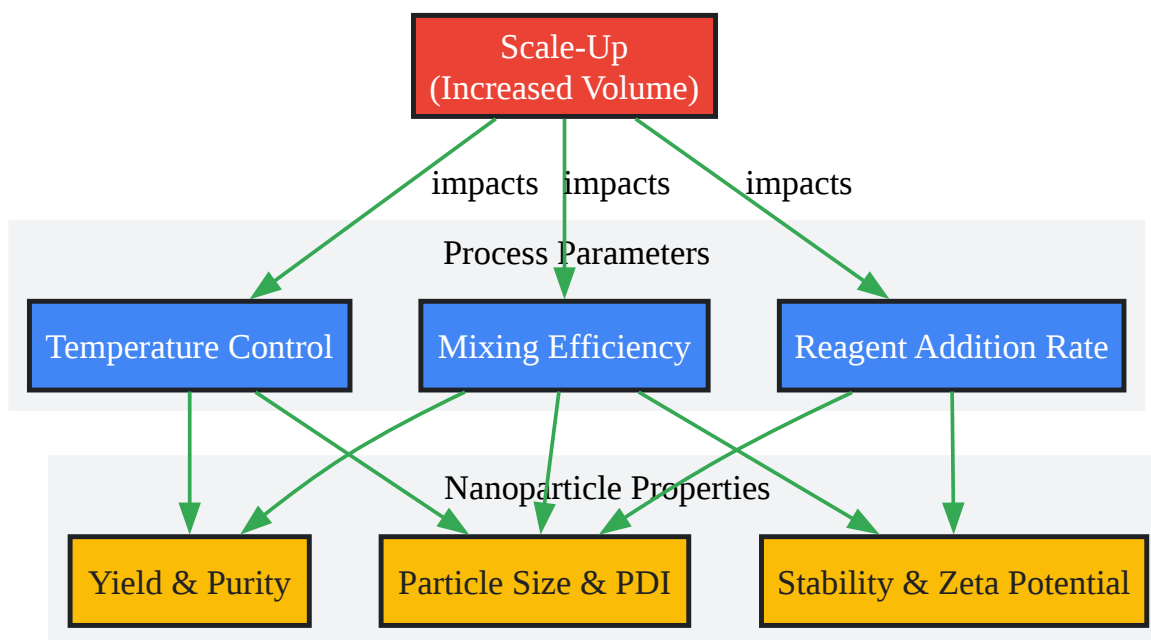 Scale-Up
(Increased Volume)
impacts
impacts
impacts
Process Parameters
Temperature Control
Mixing Efficiency
Reagent Addition Rate
Nanoparticle Properties
Yield & Purity
Particle Size & PDI
Stability & Zeta Potential